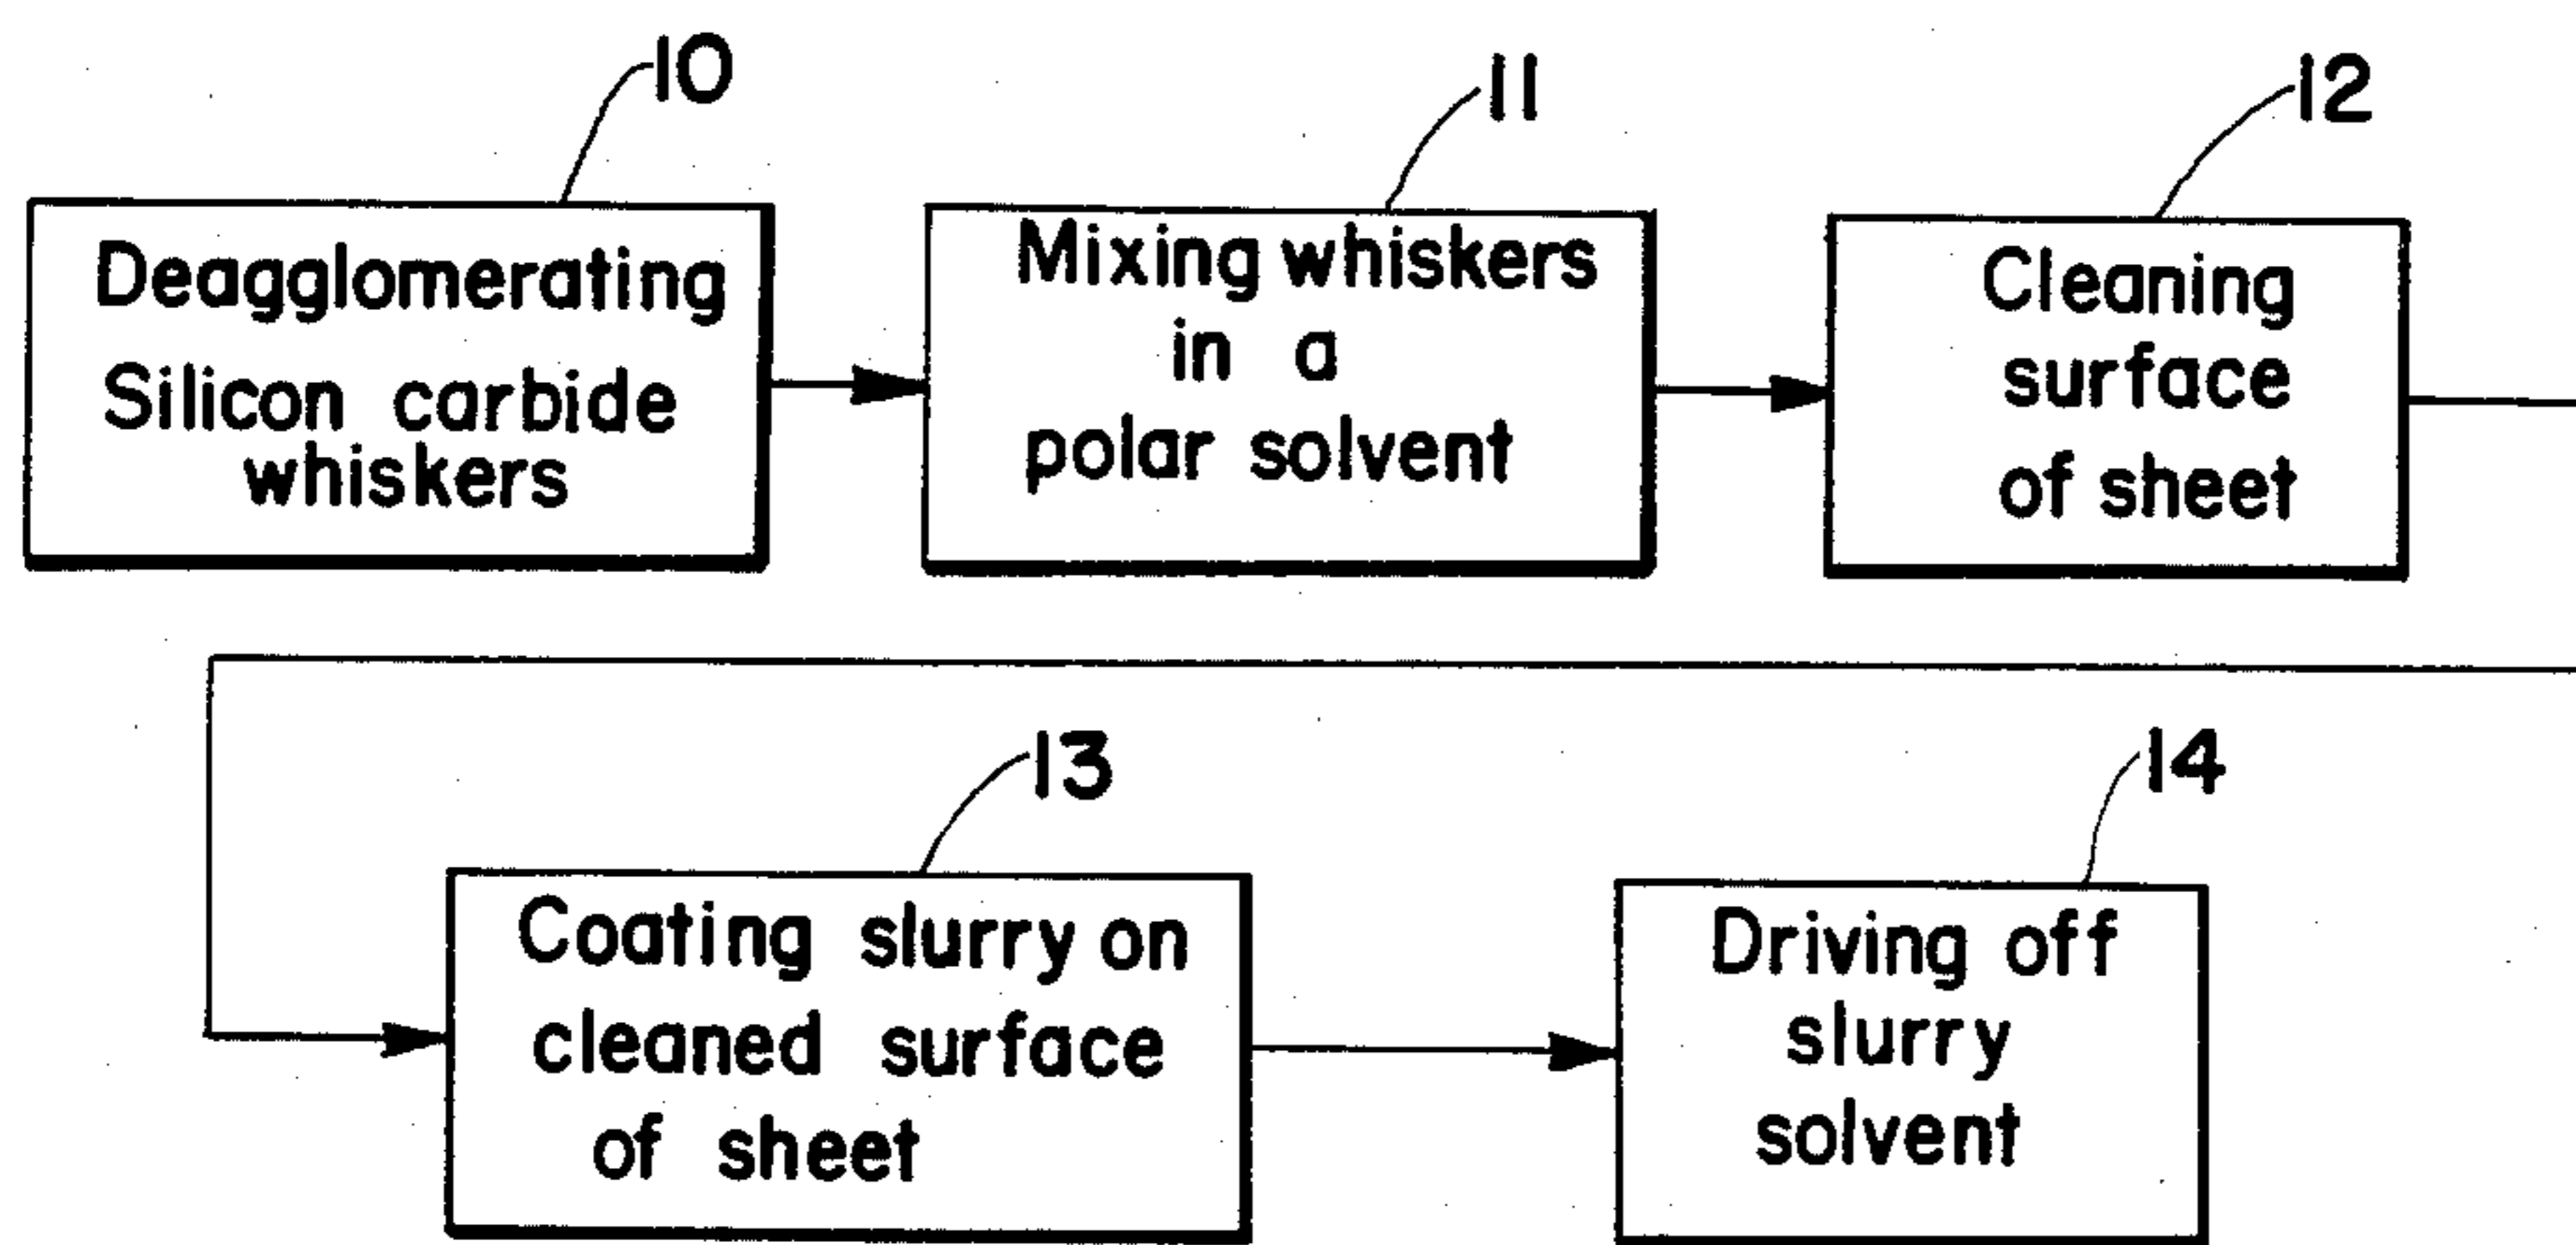 10
Deagglomerating
Silicon carbide
whiskers
11
Mixing whiskers
in a
polar solvent
12
Cleaning
surface
of sheet
13
Coating slurry on
cleaned surface
of sheet
14
Driving off
slurry
solvent